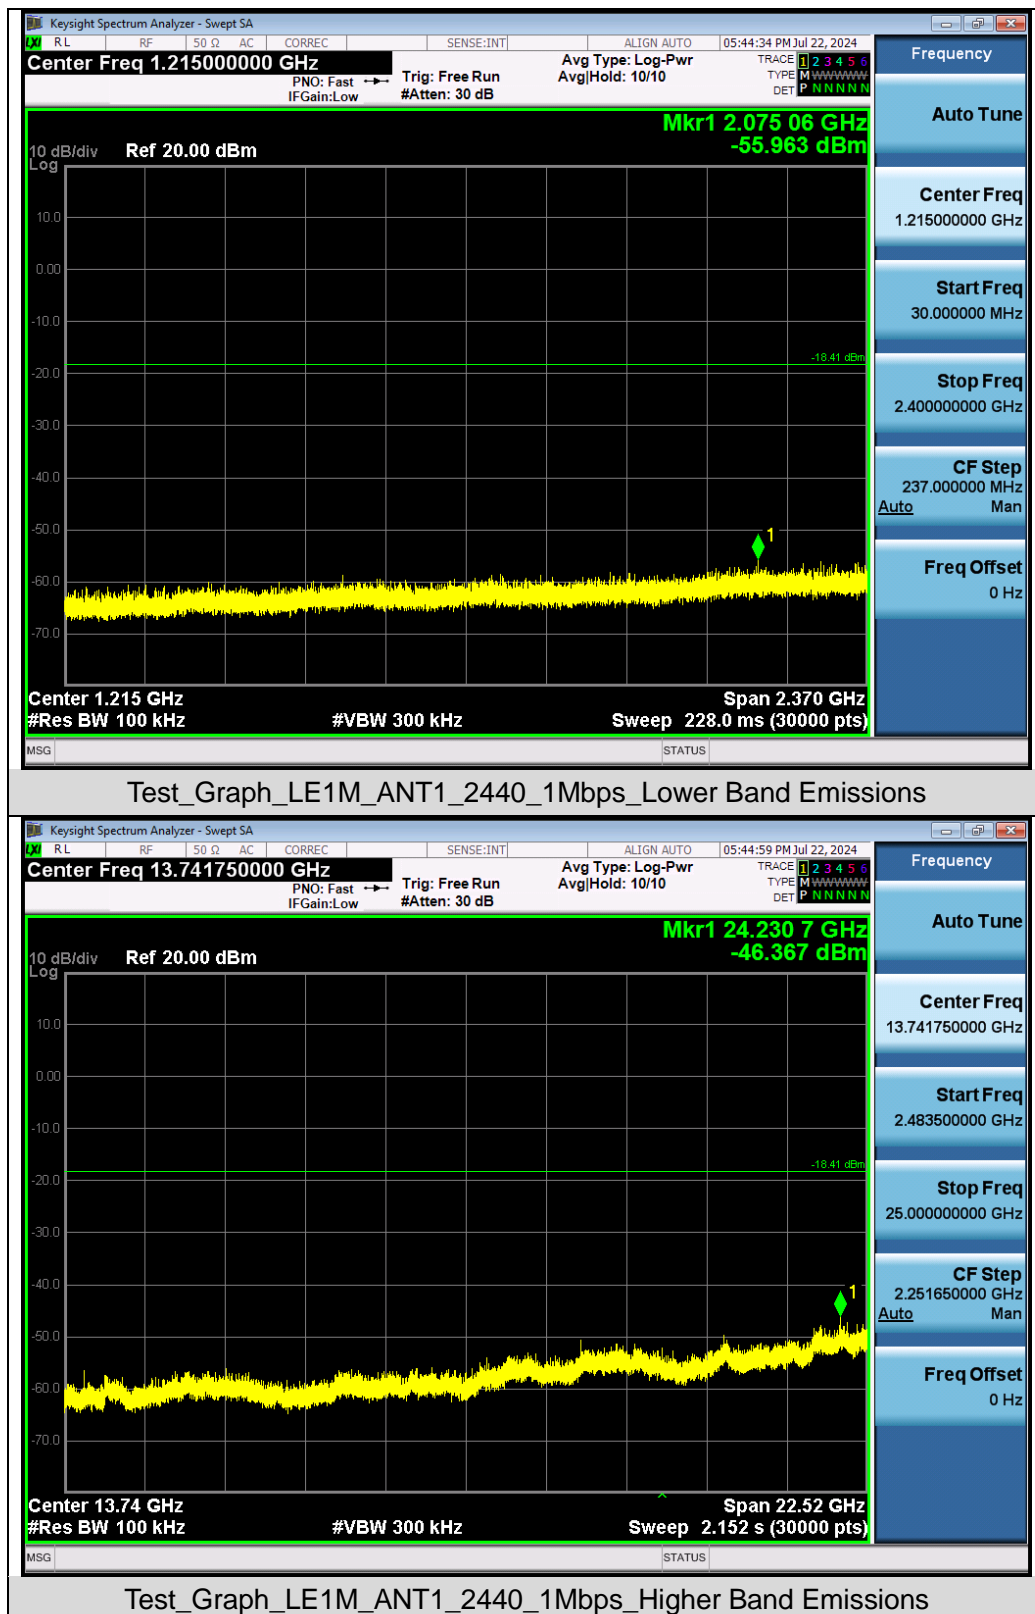 Keysight Spectrum Analyzer - Swept SA
LXI RL RF 50 Ω AC CORREC SENSE:INT ALIGN AUTO 05:44:34 PM Jul 22, 2024
Center Freq 1.215000000 GHz
PNO: Fast
IFGain:Low
Trig: Free Run
#Atten: 30 dB
Avg Type: Log-Pwr
Avg|Hold: 10/10
TRACE 1 2 3 4 5 6
TYPE M WWWWW
DET P N N N N N
Mkr1 2.075 06 GHz
-55.963 dBm
10 dB/div Ref 20.00 dBm
Log
10.0
0.00
-10.0
-18.41 dBm
-20.0
-30.0
-40.0
-50.0
1
-60.0
-70.0
Center 1.215 GHz Span 2.370 GHz
#Res BW 100 kHz #VBW 300 kHz Sweep 228.0 ms (30000 pts)
MSG STATUS
Frequency
Auto Tune
Center Freq
1.215000000 GHz
Start Freq
30.000000 MHz
Stop Freq
2.400000000 GHz
CF Step
237.000000 MHz
Auto Man
Freq Offset
0 Hz
Test_Graph_LE1M_ANT1_2440_1Mbps_Lower Band Emissions
Keysight Spectrum Analyzer - Swept SA
LXI RL RF 50 Ω AC CORREC SENSE:INT ALIGN AUTO 05:44:59 PM Jul 22, 2024
Center Freq 13.741750000 GHz
PNO: Fast
IFGain:Low
Trig: Free Run
#Atten: 30 dB
Avg Type: Log-Pwr
Avg|Hold: 10/10
TRACE 1 2 3 4 5 6
TYPE M WWWWW
DET P N N N N N
Mkr1 24.230 7 GHz
-46.367 dBm
10 dB/div Ref 20.00 dBm
Log
10.0
0.00
-10.0
-18.41 dBm
-20.0
-30.0
-40.0
1
-50.0
-60.0
-70.0
Center 13.74 GHz Span 22.52 GHz
#Res BW 100 kHz #VBW 300 kHz Sweep 2.152 s (30000 pts)
MSG STATUS
Frequency
Auto Tune
Center Freq
13.741750000 GHz
Start Freq
2.483500000 GHz
Stop Freq
25.000000000 GHz
CF Step
2.251650000 GHz
Auto Man
Freq Offset
0 Hz
Test_Graph_LE1M_ANT1_2440_1Mbps_Higher Band Emissions